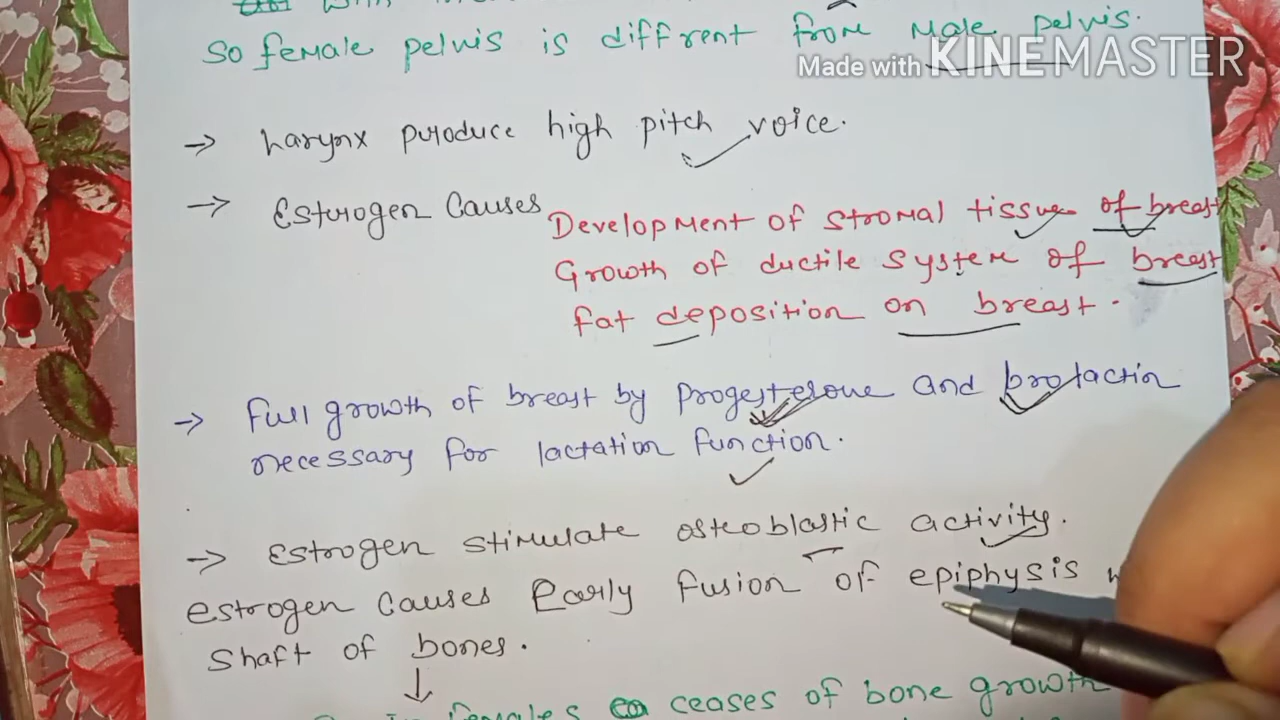 with
So female pelvis is diffrent from Male pelvis.
Made with KINEMASTER
→ Larynx produce high pitch voice.
→ Estrogen Causes
Development of stromal tissue of breast
Growth of ductile system of breast
fat deposition on breast.
→ full growth of breast by Progesterone and prolactin
necessary for lactation function.
→ Estrogen stimulate osteoblastic activity.
estrogen causes Early fusion of epiphysis
shaft of bones.
↓
In females ceases of bone growth